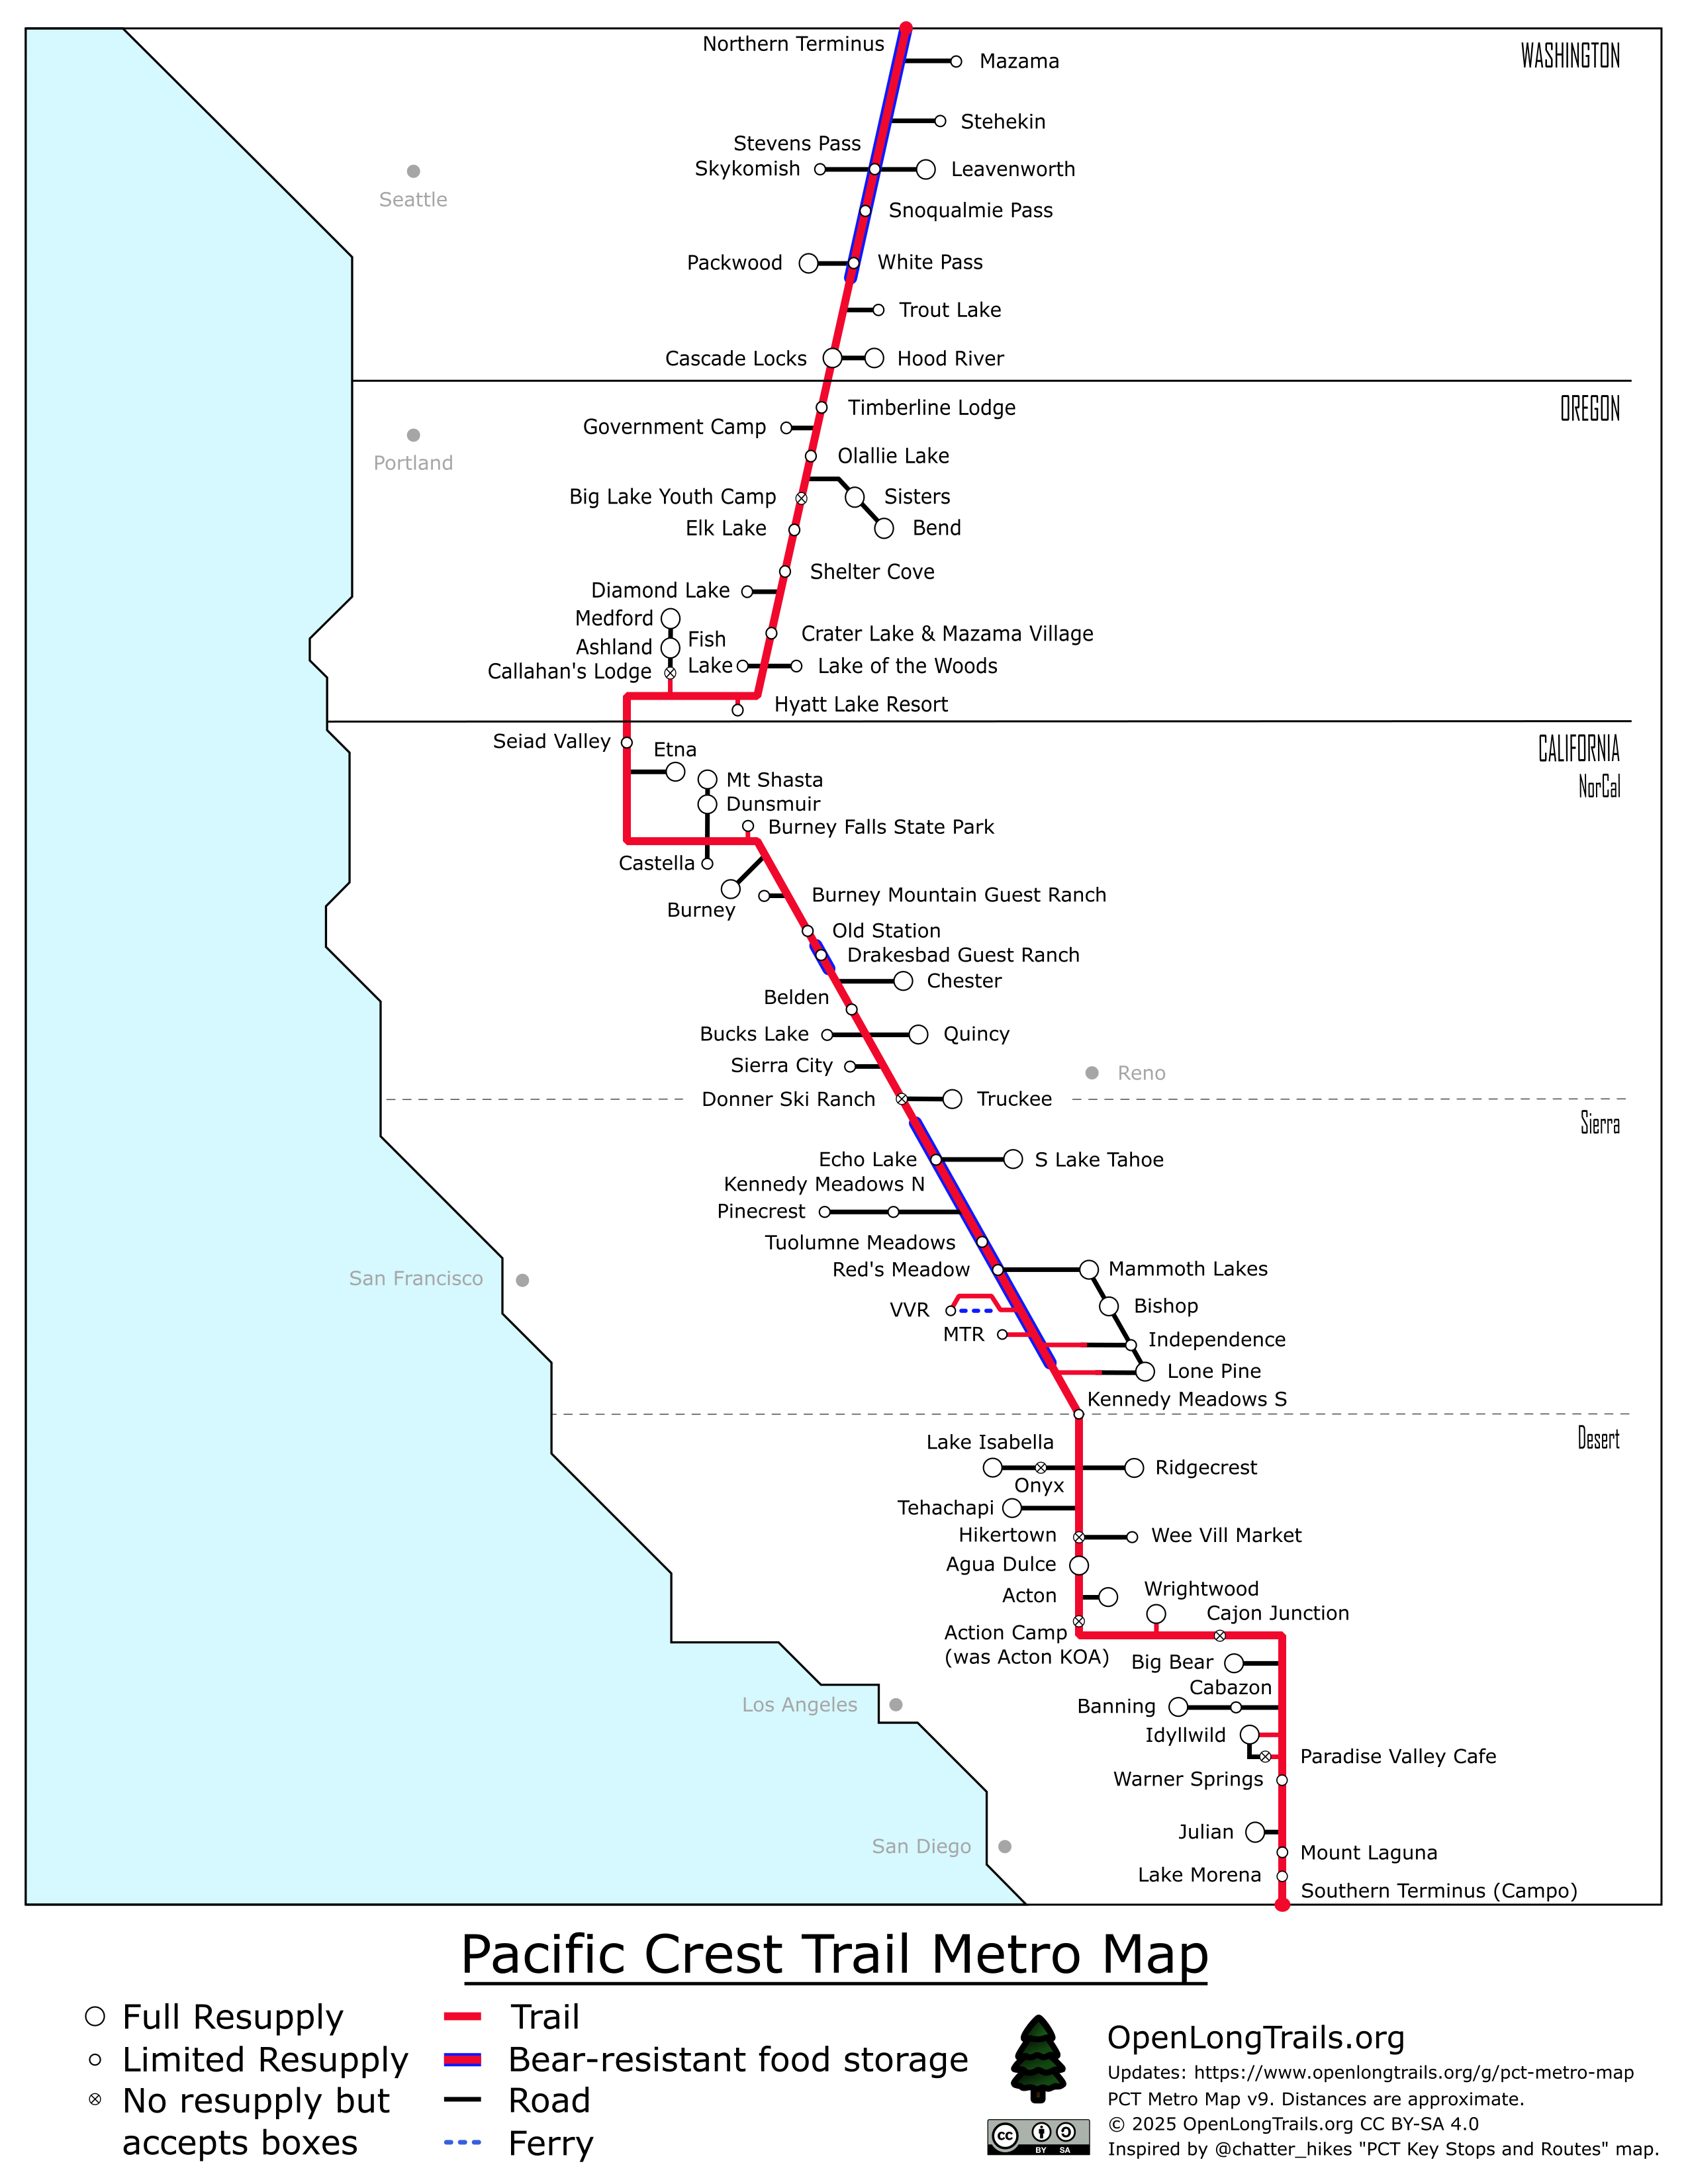 Northern Terminus
WASHINGTON
Mazama
Stehekin
Stevens Pass
Skykomish
Leavenworth
Seattle
Snoqualmie Pass
Packwood
White Pass
Trout Lake
Cascade Locks
Hood River
Timberline Lodge
OREGON
Government Camp
Portland
Olallie Lake
Big Lake Youth Camp
Sisters
Elk Lake
Bend
Shelter Cove
Diamond Lake
Medford
Ashland
Fish
Lake
Crater Lake & Mazama Village
Callahan's Lodge
Lake of the Woods
Hyatt Lake Resort
Seiad Valley
CALIFORNIA
NorCal
Etna
Mt Shasta
Dunsmuir
Burney Falls State Park
Castella
Burney
Burney Mountain Guest Ranch
Old Station
Drakesbad Guest Ranch
Chester
Belden
Bucks Lake
Quincy
Sierra City
Reno
Donner Ski Ranch
Truckee
Sierra
Echo Lake
S Lake Tahoe
Kennedy Meadows N
Pinecrest
Tuolumne Meadows
Red's Meadow
Mammoth Lakes
San Francisco
VVR
Bishop
MTR
Independence
Lone Pine
Kennedy Meadows S
Desert
Lake Isabella
Onyx
Ridgecrest
Tehachapi
Hikertown
Wee Vill Market
Agua Dulce
Acton
Wrightwood
Cajon Junction
Action Camp
(was Acton KOA)
Big Bear
Cabazon
Banning
Los Angeles
Idyllwild
Paradise Valley Cafe
Warner Springs
Julian
San Diego
Mount Laguna
Lake Morena
Southern Terminus (Campo)
Pacific Crest Trail Metro Map
Full Resupply
Limited Resupply
No resupply but
accepts boxes
Trail
Bear-resistant food storage
Road
Ferry
OpenLongTrails.org
Updates: https://www.openlongtrails.org/g/pct-metro-map
PCT Metro Map v9. Distances are approximate.
© 2025 OpenLongTrails.org CC BY-SA 4.0
Inspired by @chatter_hikes "PCT Key Stops and Routes" map.
cc
BY SA